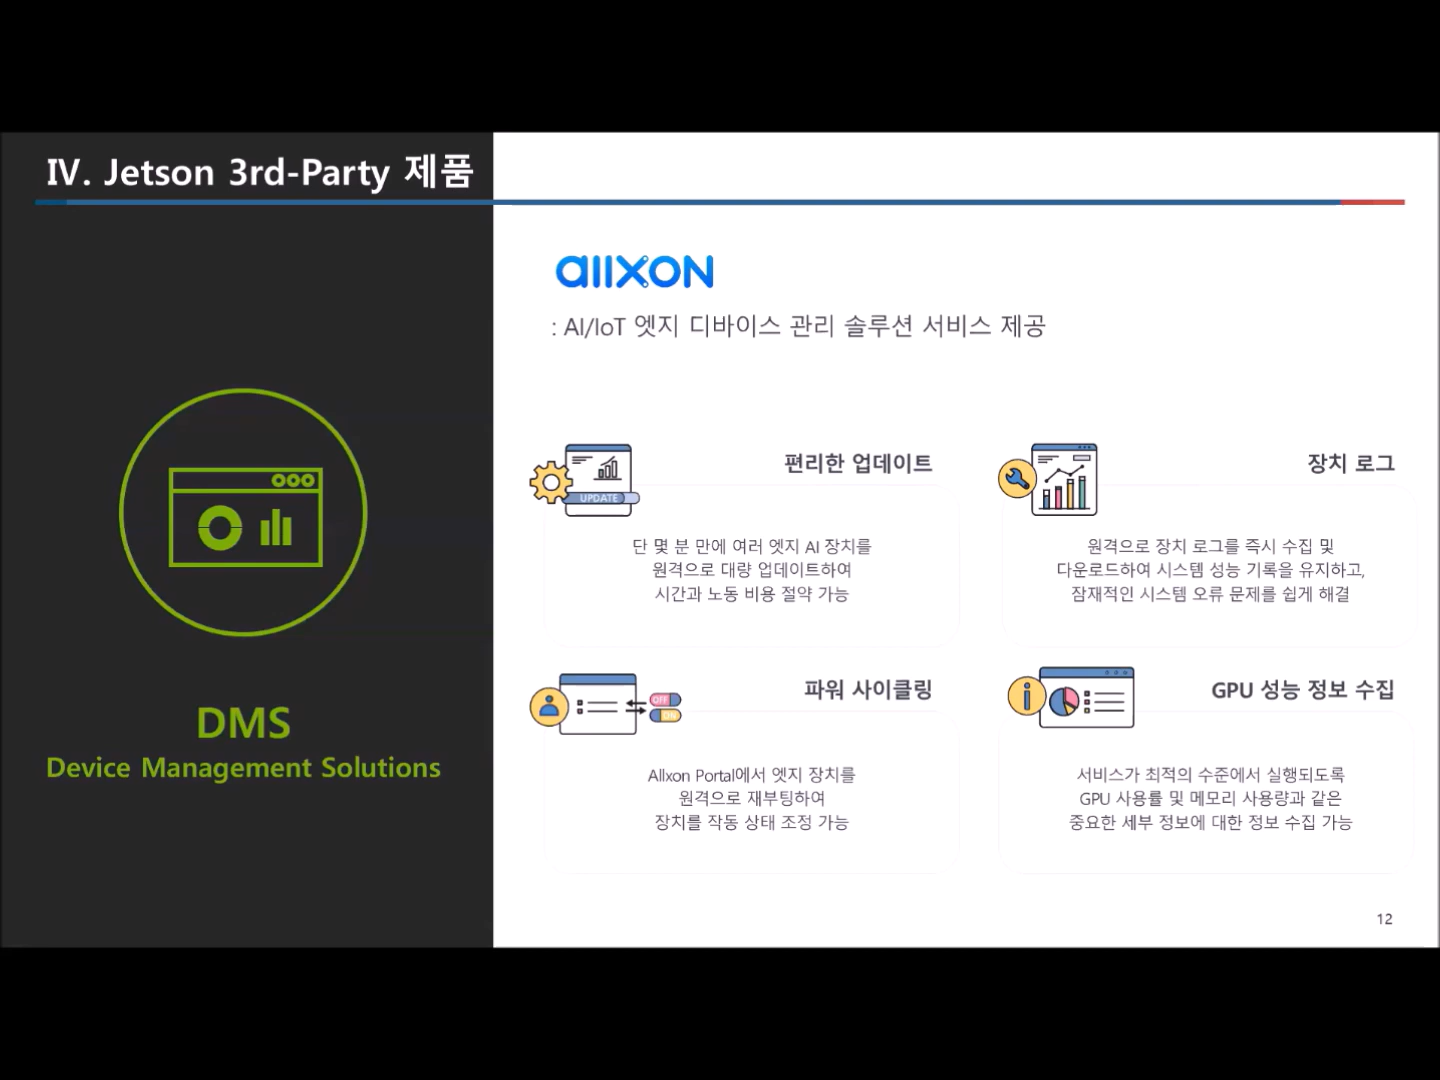 IV. Jetson 3rd-Party 제품
allxon
: AI/IoT 엣지 디바이스 관리 솔루션 서비스 제공
DMS
Device Management Solutions
UPDATE
편리한 업데이트
단 몇 분 만에 여러 엣지 AI 장치를
원격으로 대량 업데이트하여
시간과 노동 비용 절약 가능
장치 로그
원격으로 장치 로그를 즉시 수집 및
다운로드하여 시스템 성능 기록을 유지하고,
잠재적인 시스템 오류 문제를 쉽게 해결
OFF
ON
파워 사이클링
Allxon Portal에서 엣지 장치를
원격으로 재부팅하여
장치를 작동 상태 조정 가능
GPU 성능 정보 수집
서비스가 최적의 수준에서 실행되도록
GPU 사용률 및 메모리 사용량과 같은
중요한 세부 정보에 대한 정보 수집 가능
12